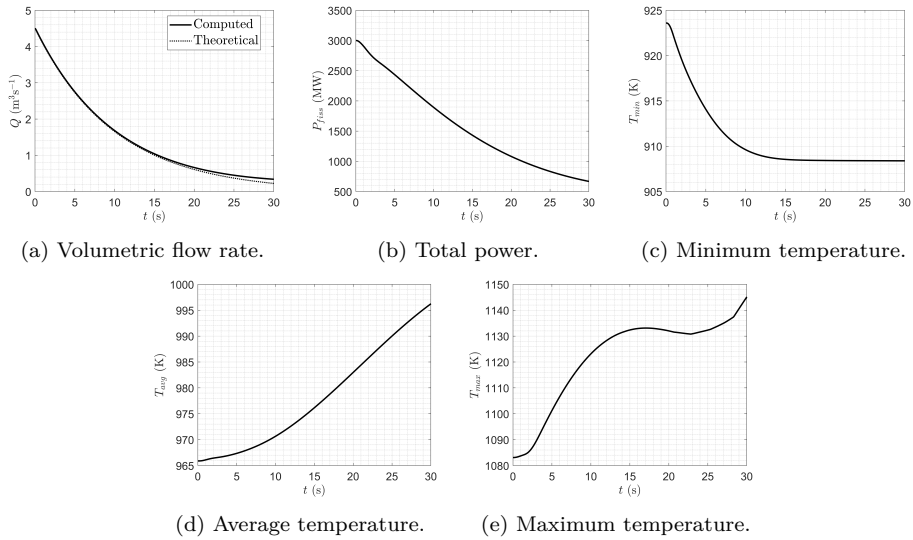 5
4
3
2
1
0
0 5 10 15 20 25 30
Q (m³s⁻¹)
t (s)
Computed
Theoretical
3500
3000
2500
2000
1500
1000
500
0 5 10 15 20 25 30
P_fiss (MW)
t (s)
925
920
915
910
905
0 5 10 15 20 25 30
T_min (K)
t (s)
(a) Volumetric flow rate.
(b) Total power.
(c) Minimum temperature.
1000
995
990
985
980
975
970
965
0 5 10 15 20 25 30
T_avg (K)
t (s)
1150
1140
1130
1120
1110
1100
1090
1080
0 5 10 15 20 25 30
T_max (K)
t (s)
(d) Average temperature.
(e) Maximum temperature.